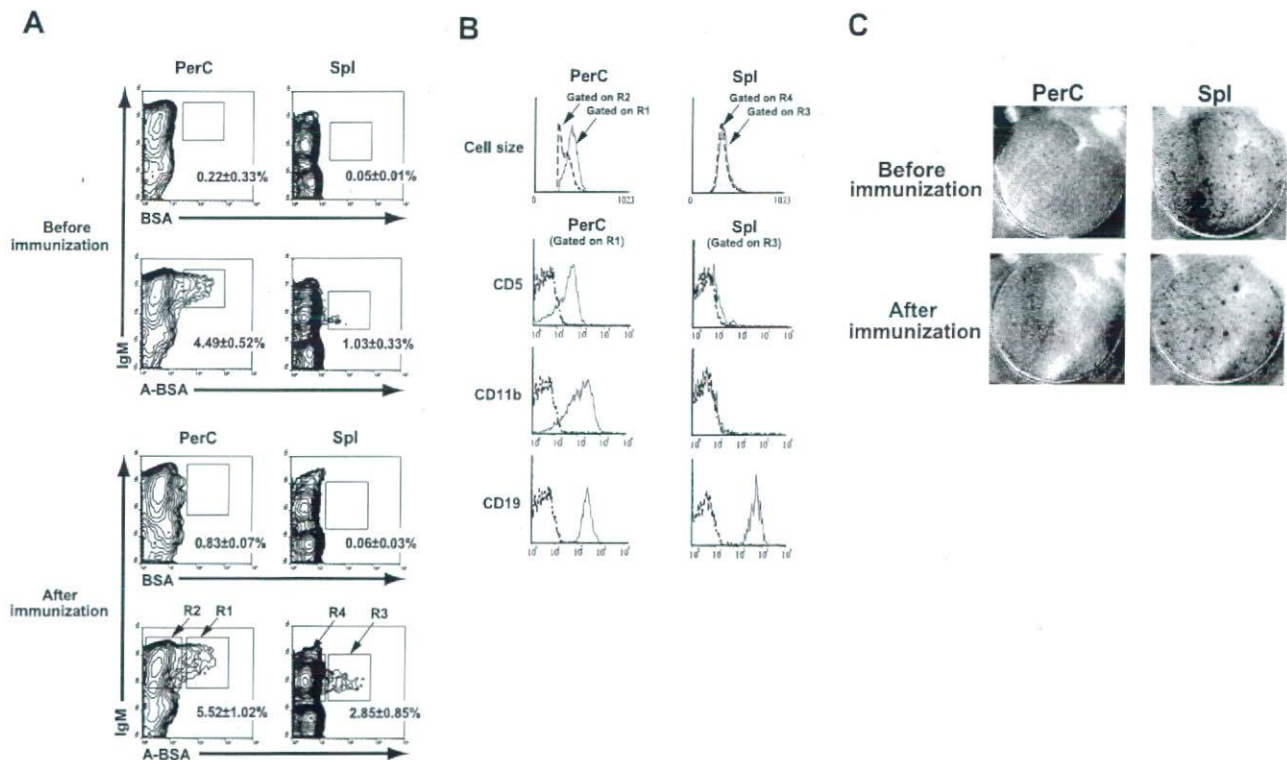 A
PerC Spl
0.22±0.33% 0.05±0.01%
BSA
Before
immunization
4.49±0.52% 1.03±0.33%
IgM
A-BSA
PerC Spl
0.83±0.07% 0.06±0.03%
BSA
After
immunization
R2 R1 R4 R3
5.52±1.02% 2.85±0.85%
IgM
A-BSA
B
PerC Spl
Gated on R2 Gated on R4
Gated on R1 Gated on R3
Cell size
0 1023 0 1023
PerC Spl
(Gated on R1) (Gated on R3)
CD5
CD11b
CD19
C
PerC Spl
Before
immunization
After
immunization